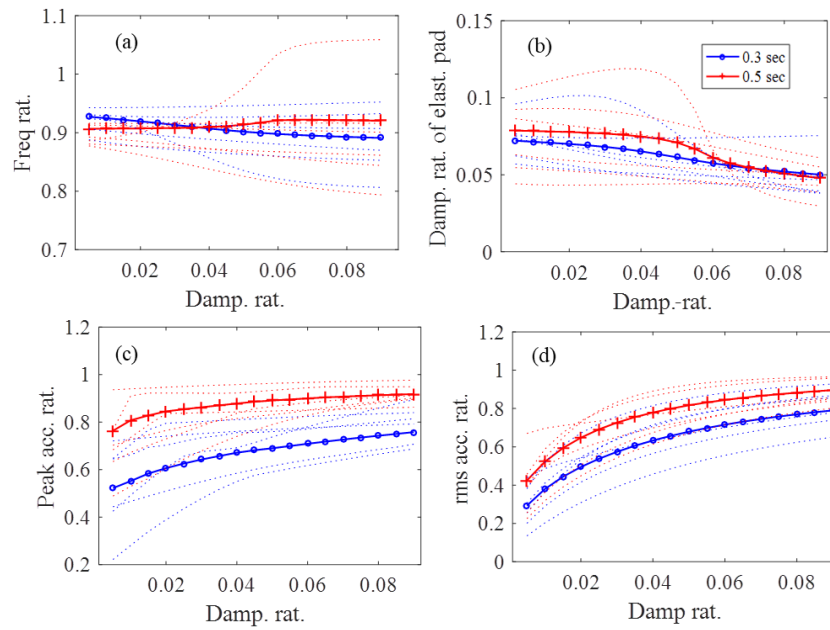 (a)
Freq rat.
1.1
1
0.9
0.8
0.7
0.02 0.04 0.06 0.08
Damp. rat.
(b)
0.3 sec
0.5 sec
Damp. rat. of elast. pad
0.15
0.1
0.05
0
0.02 0.04 0.06 0.08
Damp.-rat.
(c)
Peak acc. rat.
1.2
1
0.8
0.6
0.4
0.2
0.02 0.04 0.06 0.08
Damp. rat.
(d)
rms acc. rat.
1.2
1
0.8
0.6
0.4
0.2
0
0.02 0.04 0.06 0.08
Damp rat.